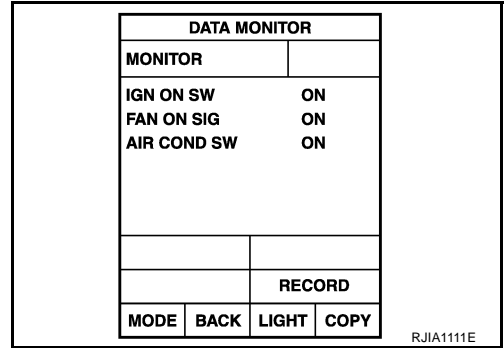 DATA MONITOR
MONITOR
IGN ON SW ON
FAN ON SIG ON
AIR COND SW ON
RECORD
MODE BACK LIGHT COPY
RJIA1111E